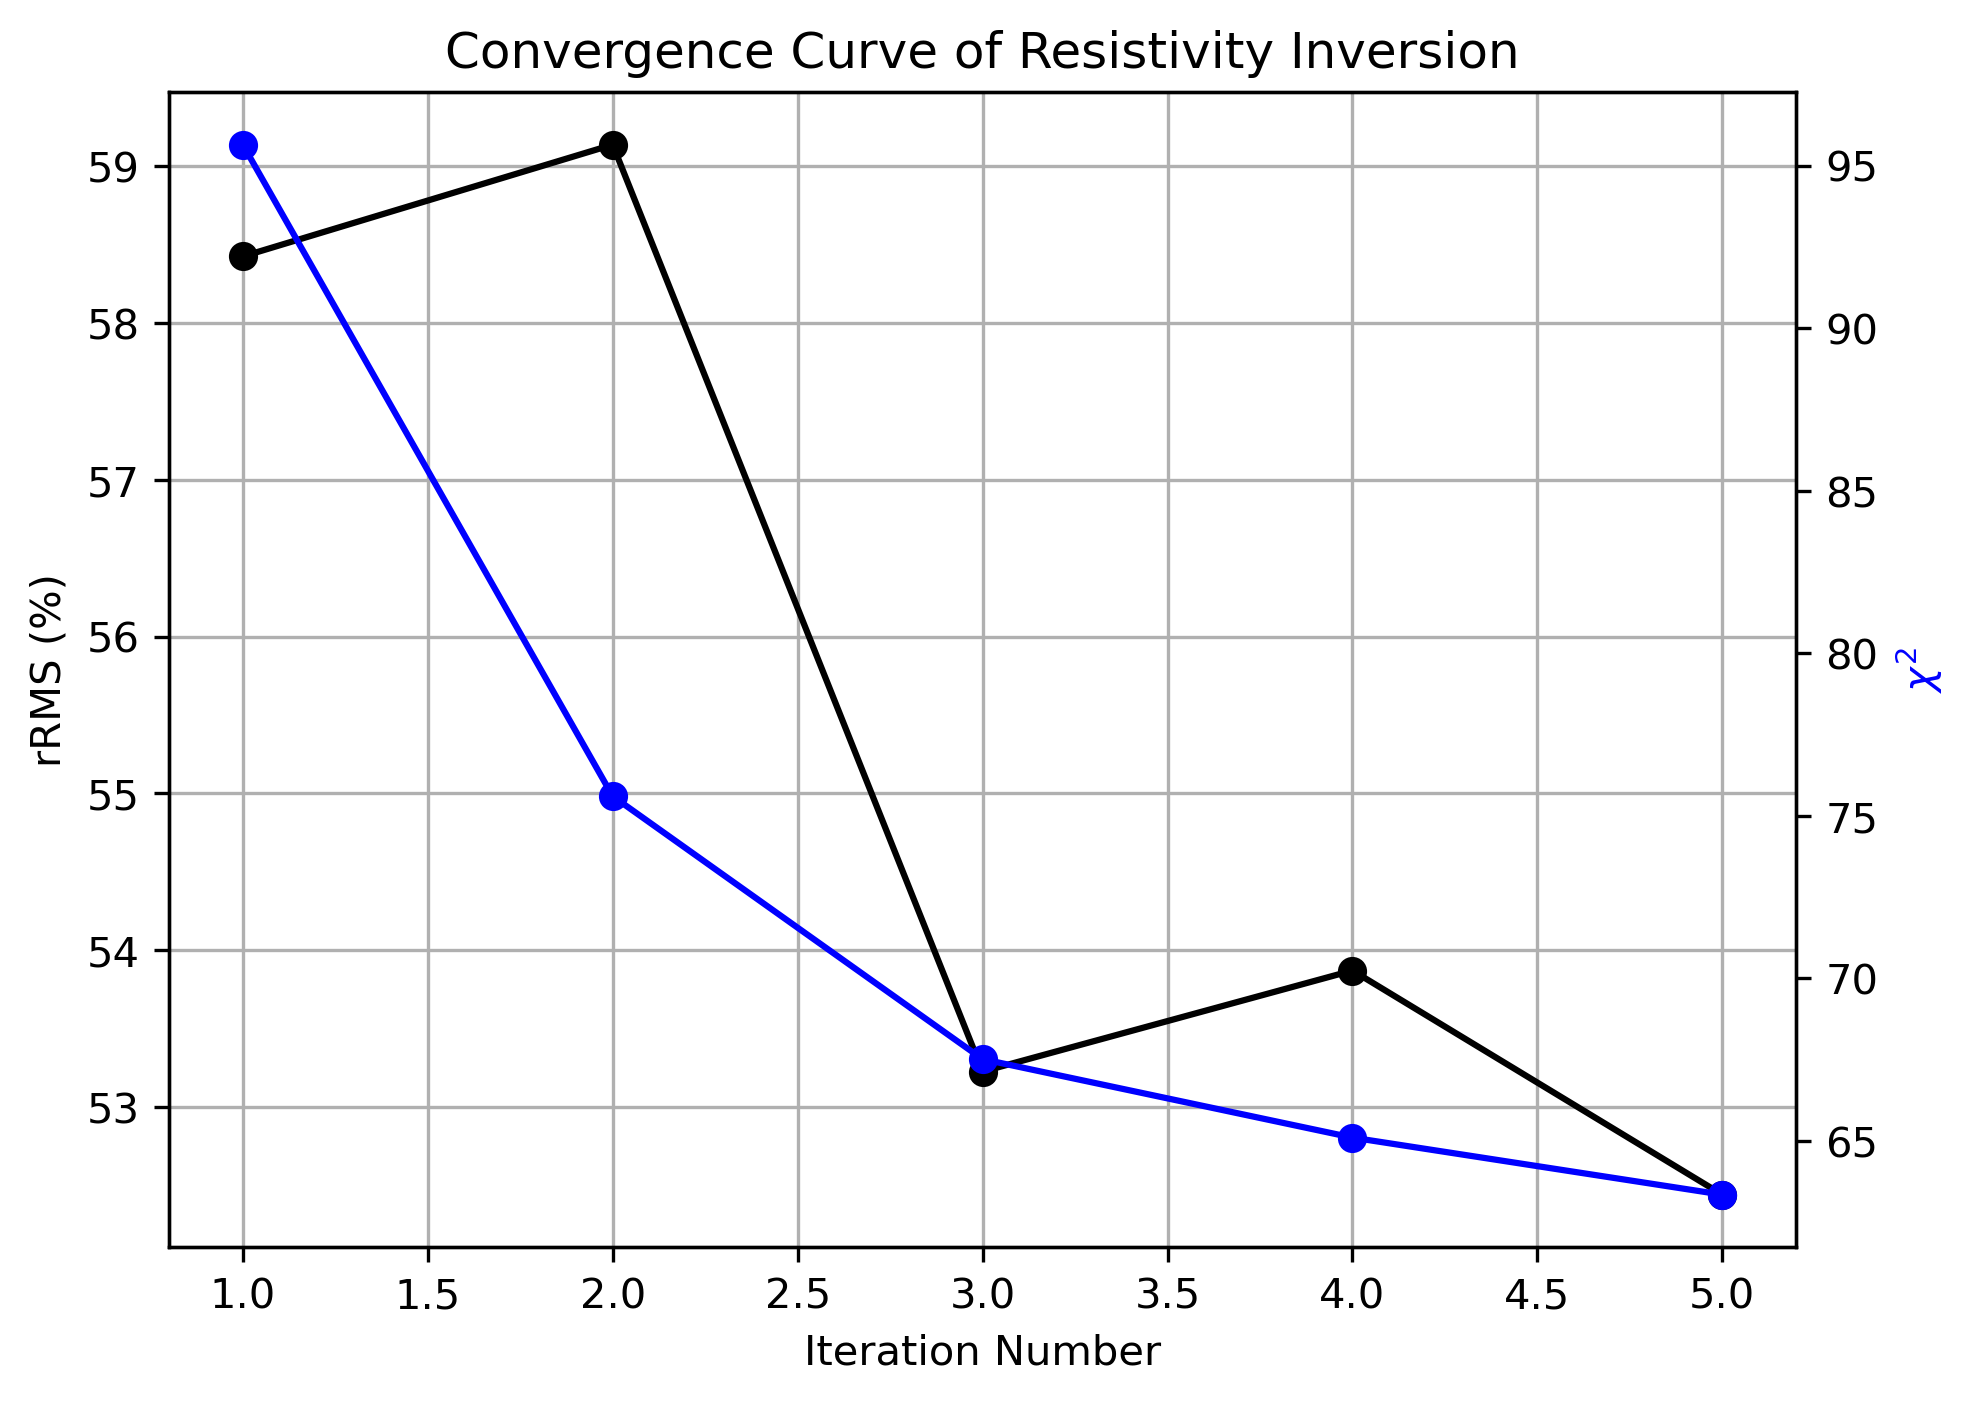 Convergence Curve of Resistivity Inversion
59
58
57
56
55
54
53
rRMS (%)
95
90
85
80
75
70
65
χ²
1.0 1.5 2.0 2.5 3.0 3.5 4.0 4.5 5.0
Iteration Number